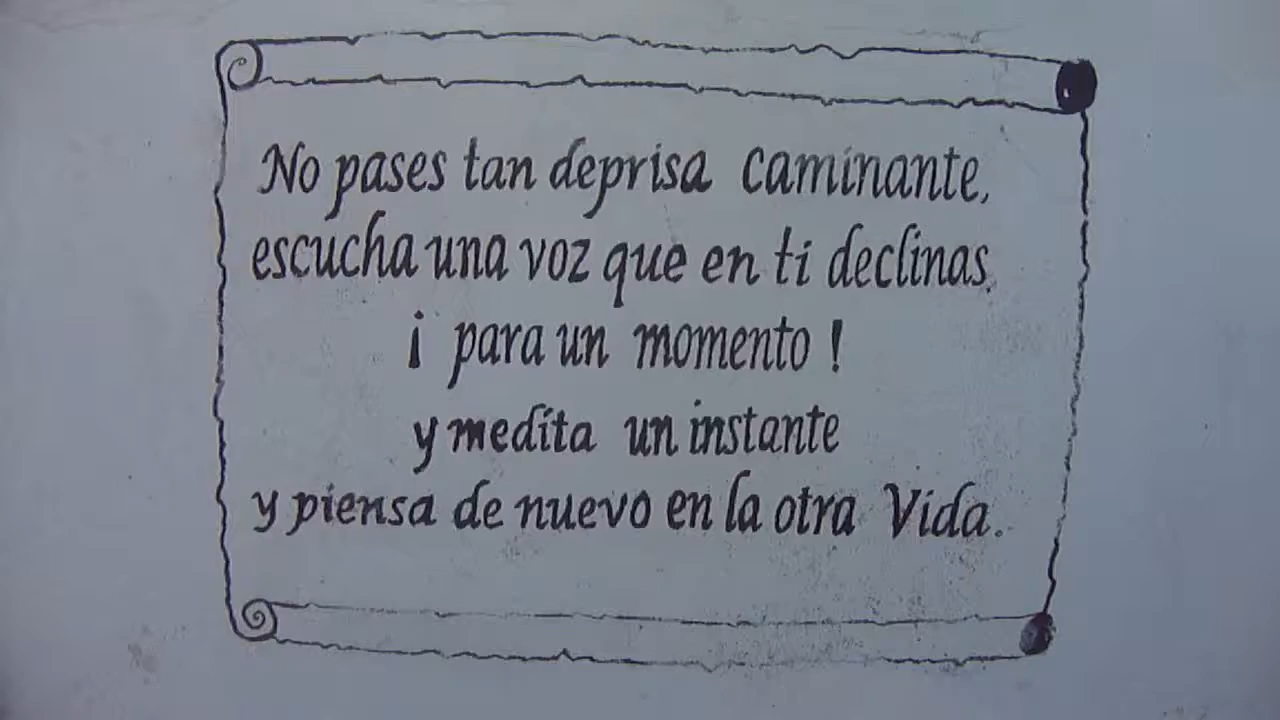 No pases tan deprisa caminante,
escucha una voz que en ti declinas.
¡ para un momento !
y medita un instante
y piensa de nuevo en la otra Vida.